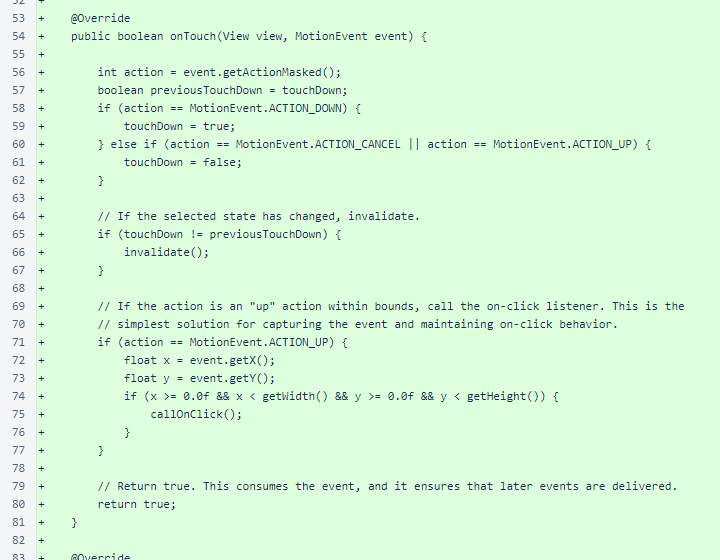 52 +
53 + @Override
54 + public boolean onTouch(View view, MotionEvent event) {
55 +
56 + int action = event.getActionMasked();
57 + boolean previousTouchDown = touchDown;
58 + if (action == MotionEvent.ACTION_DOWN) {
59 + touchDown = true;
60 + } else if (action == MotionEvent.ACTION_CANCEL || action == MotionEvent.ACTION_UP) {
61 + touchDown = false;
62 + }
63 +
64 + // If the selected state has changed, invalidate.
65 + if (touchDown != previousTouchDown) {
66 + invalidate();
67 + }
68 +
69 + // If the action is an "up" action within bounds, call the on-click listener. This is the
70 + // simplest solution for capturing the event and maintaining on-click behavior.
71 + if (action == MotionEvent.ACTION_UP) {
72 + float x = event.getX();
73 + float y = event.getY();
74 + if (x >= 0.0f && x < getWidth() && y >= 0.0f && y < getHeight()) {
75 + callOnClick();
76 + }
77 + }
78 +
79 + // Return true. This consumes the event, and it ensures that later events are delivered.
80 + return true;
81 + }
82 +
83 + @Override